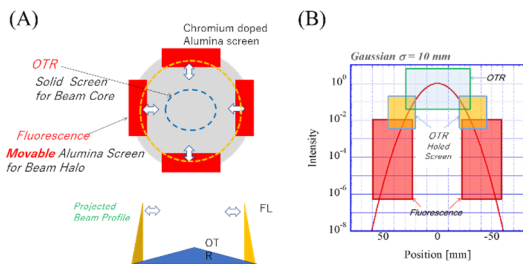 (A)
Chromium doped
Alumina screen
OTR
Solid Screen
for Beam Core
Fluorescence
Movable Alumina Screen
for Beam Halo
Projected
Beam Profile
FL
OT
R
(B)
Gaussian σ = 10 mm
Intensity
10^0
10^-2
10^-4
10^-6
10^-8
OTR
OTR
Holed
Screen
Fluorescence
50
0
-50
Position [mm]